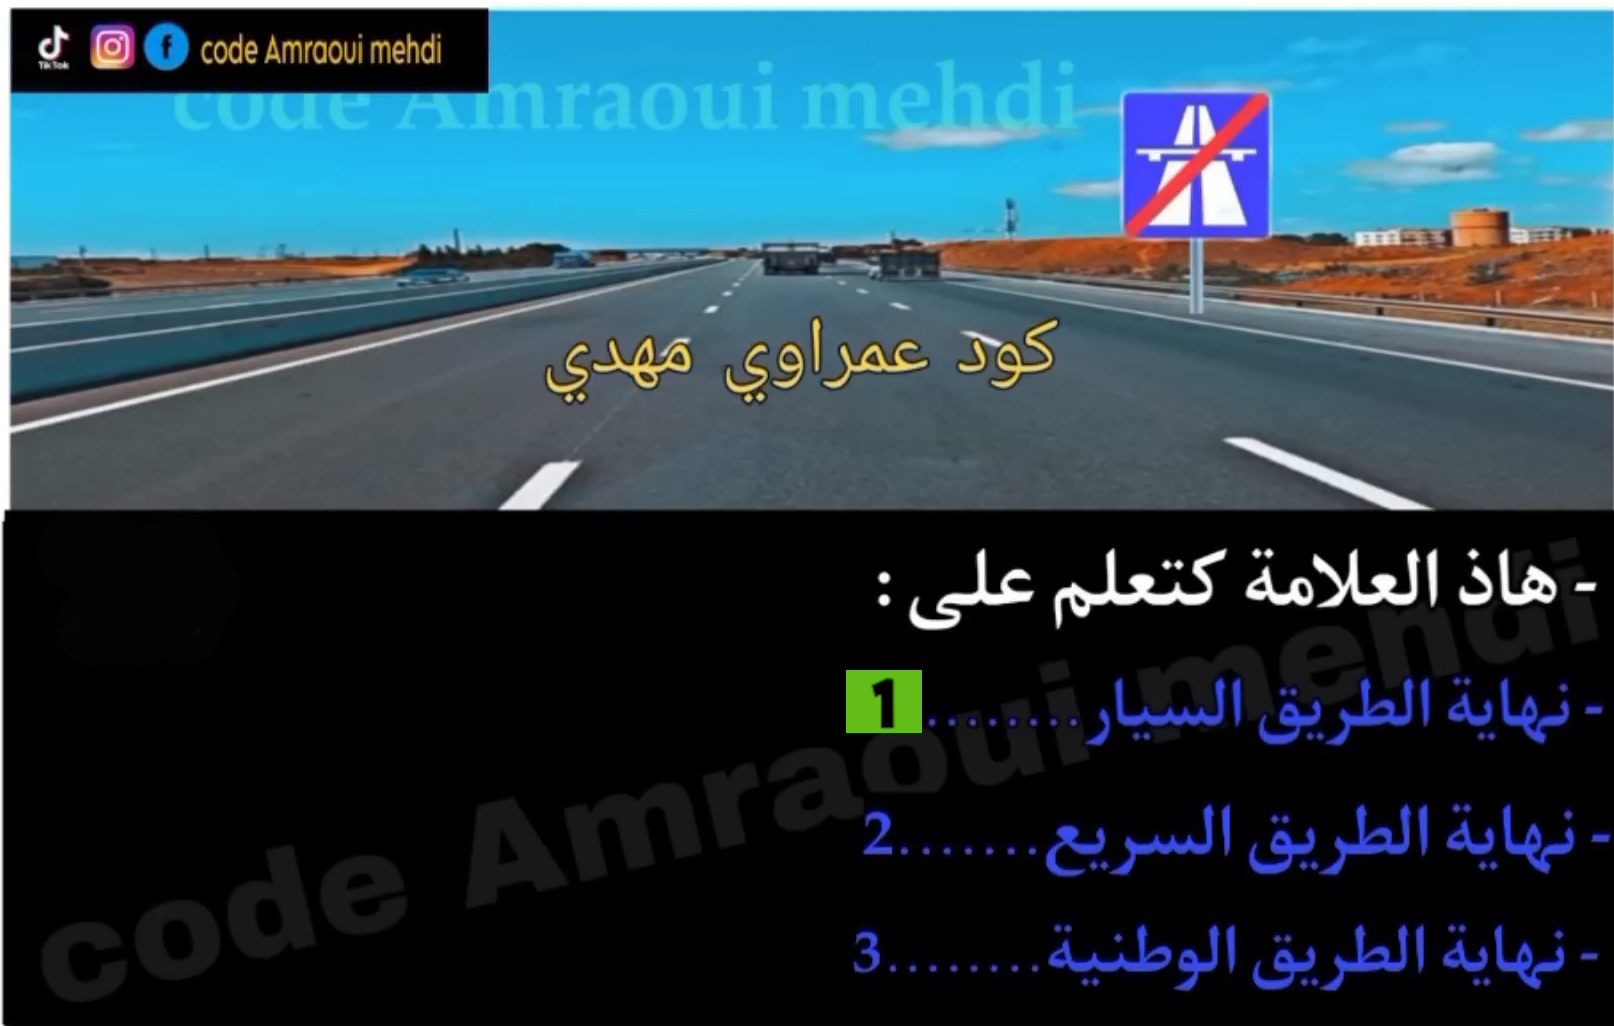 TikTok
code Amraoui mehdi
code Amraoui mehdi
كود عمراوي مهدي
- هاذ العلامة كتعلم على :
- نهاية الطريق السيار........1
- نهاية الطريق السريع.......2
- نهاية الطريق الوطنية........3
code Amraoui mehdi